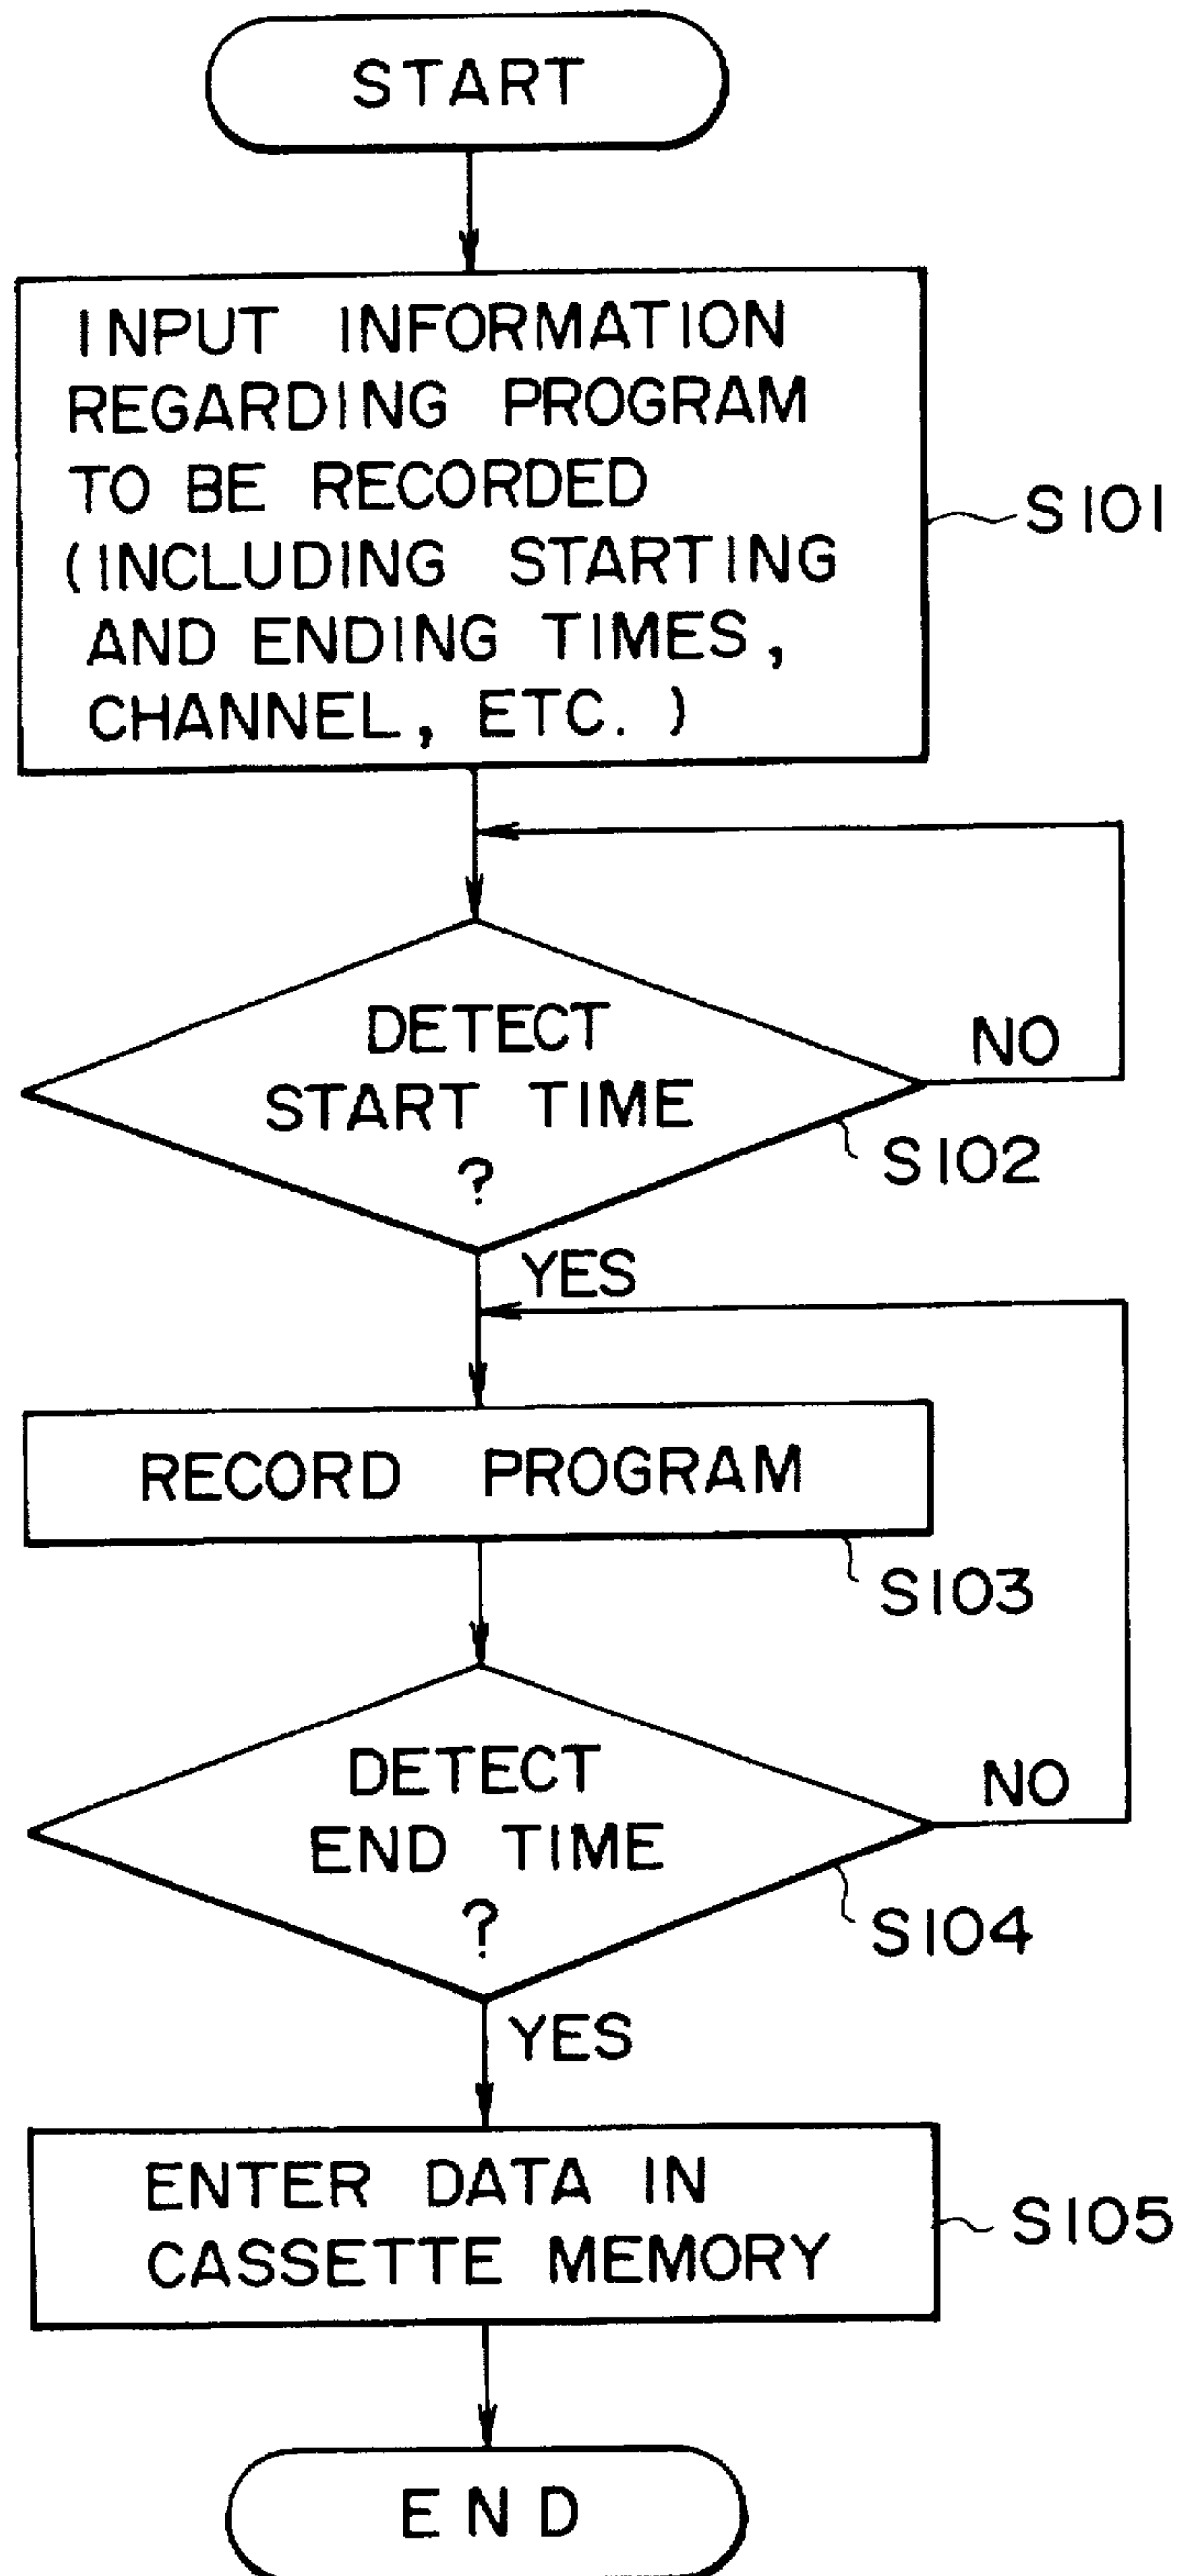 START
INPUT INFORMATION
REGARDING PROGRAM
TO BE RECORDED
(INCLUDING STARTING
AND ENDING TIMES,
CHANNEL, ETC. )
S101
DETECT
START TIME
?
NO
S102
YES
RECORD PROGRAM
S103
DETECT
END TIME
?
NO
S104
YES
ENTER DATA IN
CASSETTE MEMORY
S105
END